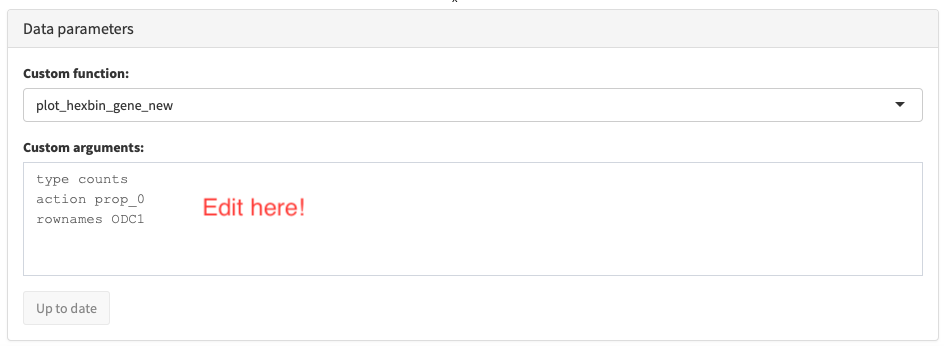 Data parameters
Custom function:
plot_hexbin_gene_new
Custom arguments:
type counts
action prop_0
rownames ODC1
Edit here!
Up to date